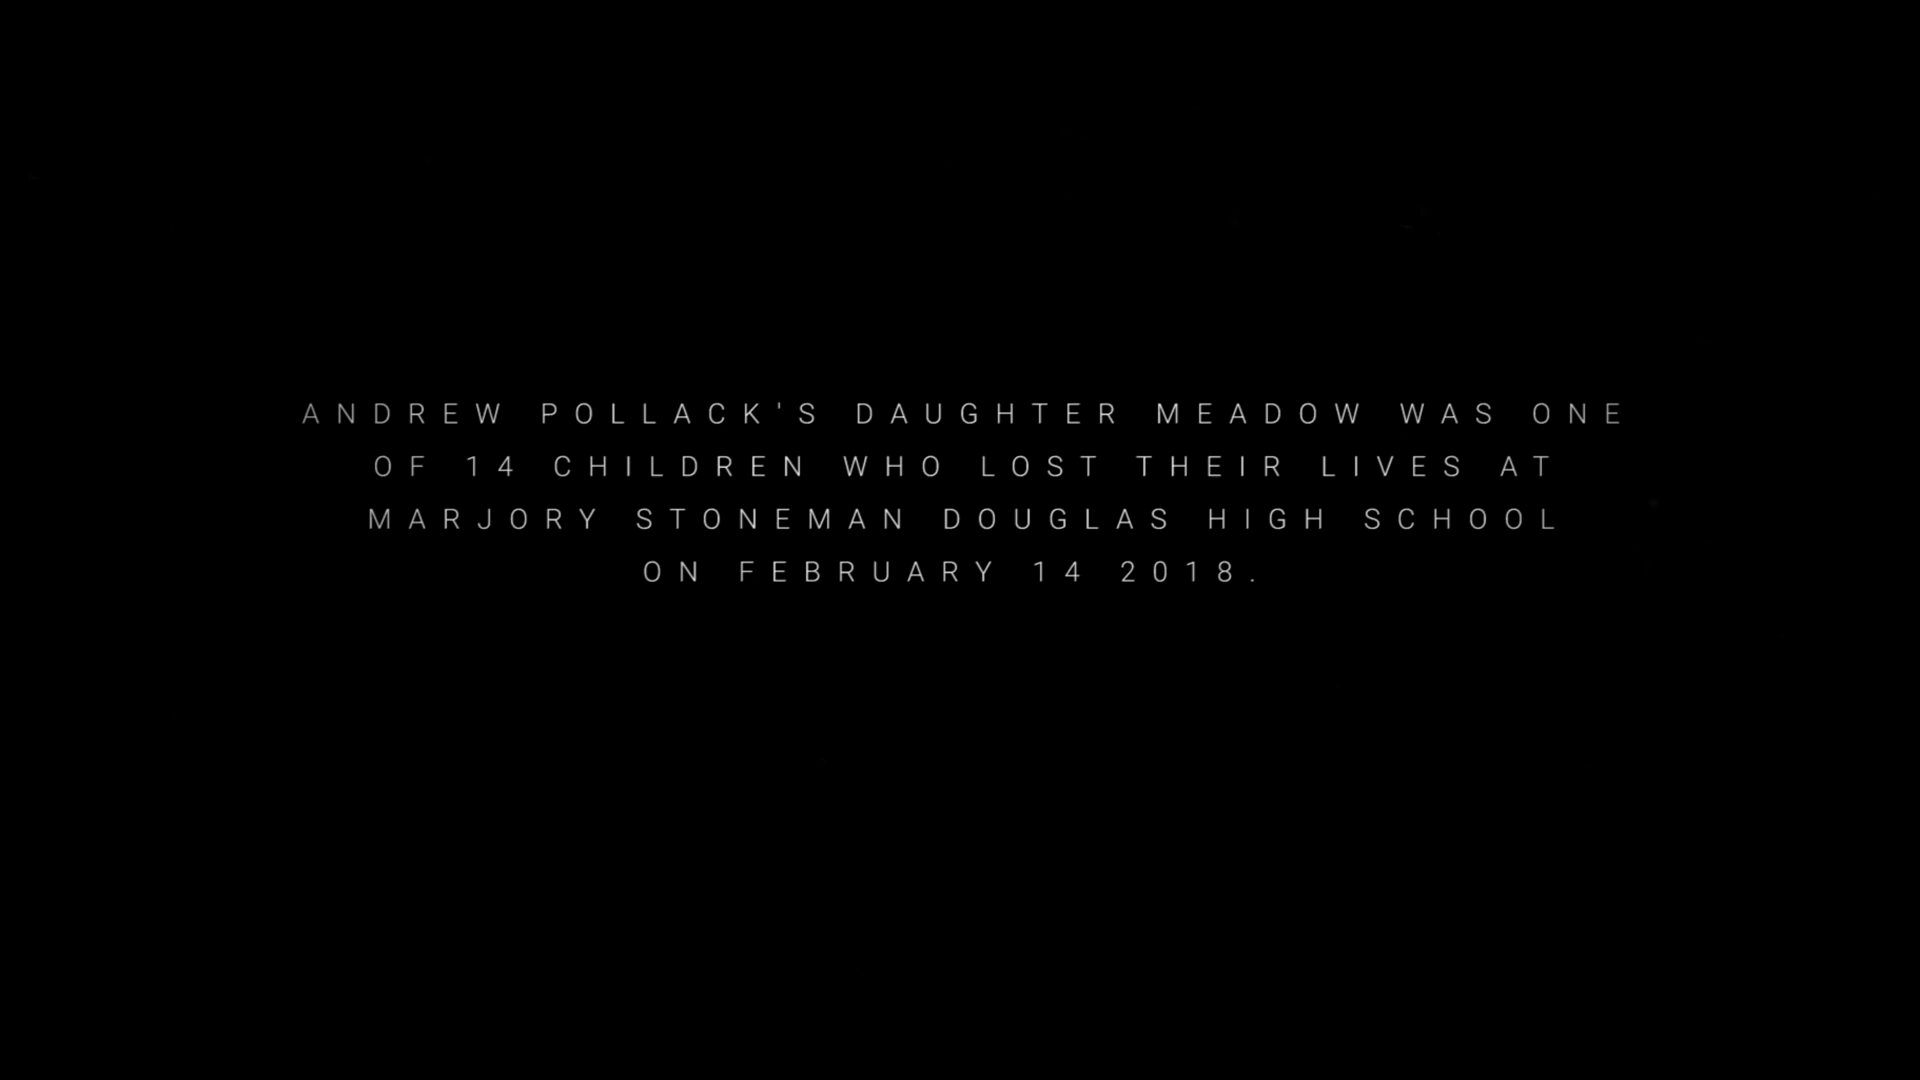 ANDREW POLLACK'S DAUGHTER MEADOW WAS ONE
OF 14 CHILDREN WHO LOST THEIR LIVES AT
MARJORY STONEMAN DOUGLAS HIGH SCHOOL
ON FEBRUARY 14 2018.